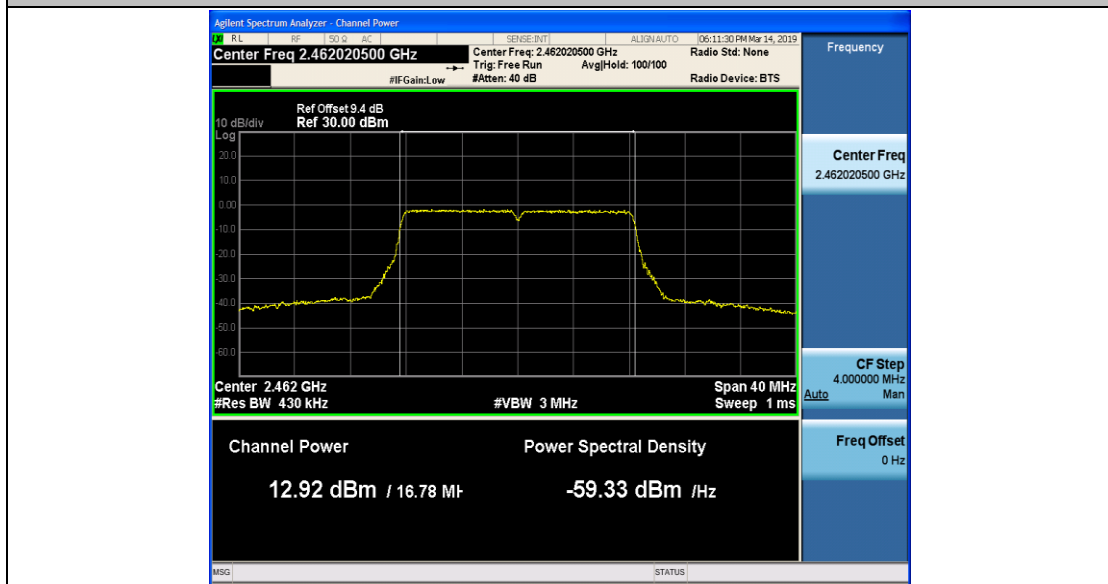 Agilent Spectrum Analyzer - Channel Power
RL RF 50 Ω AC SENSE:INT ALIGN AUTO 06:11:30 PM Mar 14, 2019
Center Freq 2.462020500 GHz
Center Freq: 2.462020500 GHz Radio Std: None
Trig: Free Run Avg|Hold: 100/100
#IFGain:Low #Atten: 40 dB Radio Device: BTS
Ref Offset 9.4 dB
10 dB/div Ref 30.00 dBm
Log
20.0
10.0
0.00
-10.0
-20.0
-30.0
-40.0
-50.0
-60.0
Center 2.462 GHz Span 40 MHz
#Res BW 430 kHz #VBW 3 MHz Sweep 1 ms
Channel Power Power Spectral Density
12.92 dBm / 16.78 MH -59.33 dBm /Hz
MSG STATUS
Frequency
Center Freq
2.462020500 GHz
CF Step
4.000000 MHz
Auto Man
Freq Offset
0 Hz